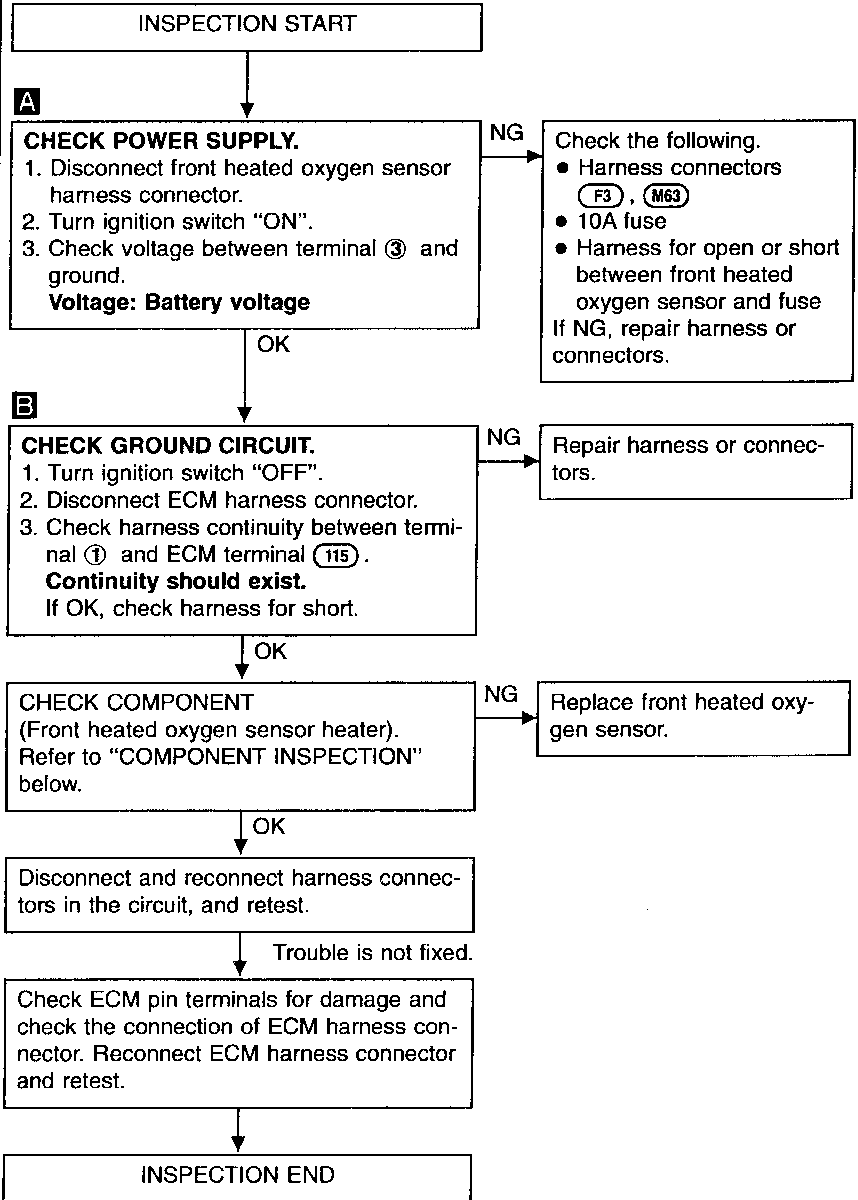 INSPECTION START
A
CHECK POWER SUPPLY.
1. Disconnect front heated oxygen sensor
harness connector.
2. Turn ignition switch “ON”.
3. Check voltage between terminal ③ and
ground.
Voltage: Battery voltage
NG
Check the following.
● Harness connectors
F3 , M63
● 10A fuse
● Harness for open or short
between front heated
oxygen sensor and fuse
If NG, repair harness or
connectors.
OK
B
CHECK GROUND CIRCUIT.
1. Turn ignition switch “OFF”.
2. Disconnect ECM harness connector.
3. Check harness continuity between termi-
nal ① and ECM terminal 115 .
Continuity should exist.
If OK, check harness for short.
NG
Repair harness or connec-
tors.
OK
CHECK COMPONENT
(Front heated oxygen sensor heater).
Refer to “COMPONENT INSPECTION”
below.
NG
Replace front heated oxy-
gen sensor.
OK
Disconnect and reconnect harness connec-
tors in the circuit, and retest.
Trouble is not fixed.
Check ECM pin terminals for damage and
check the connection of ECM harness con-
nector. Reconnect ECM harness connector
and retest.
INSPECTION END